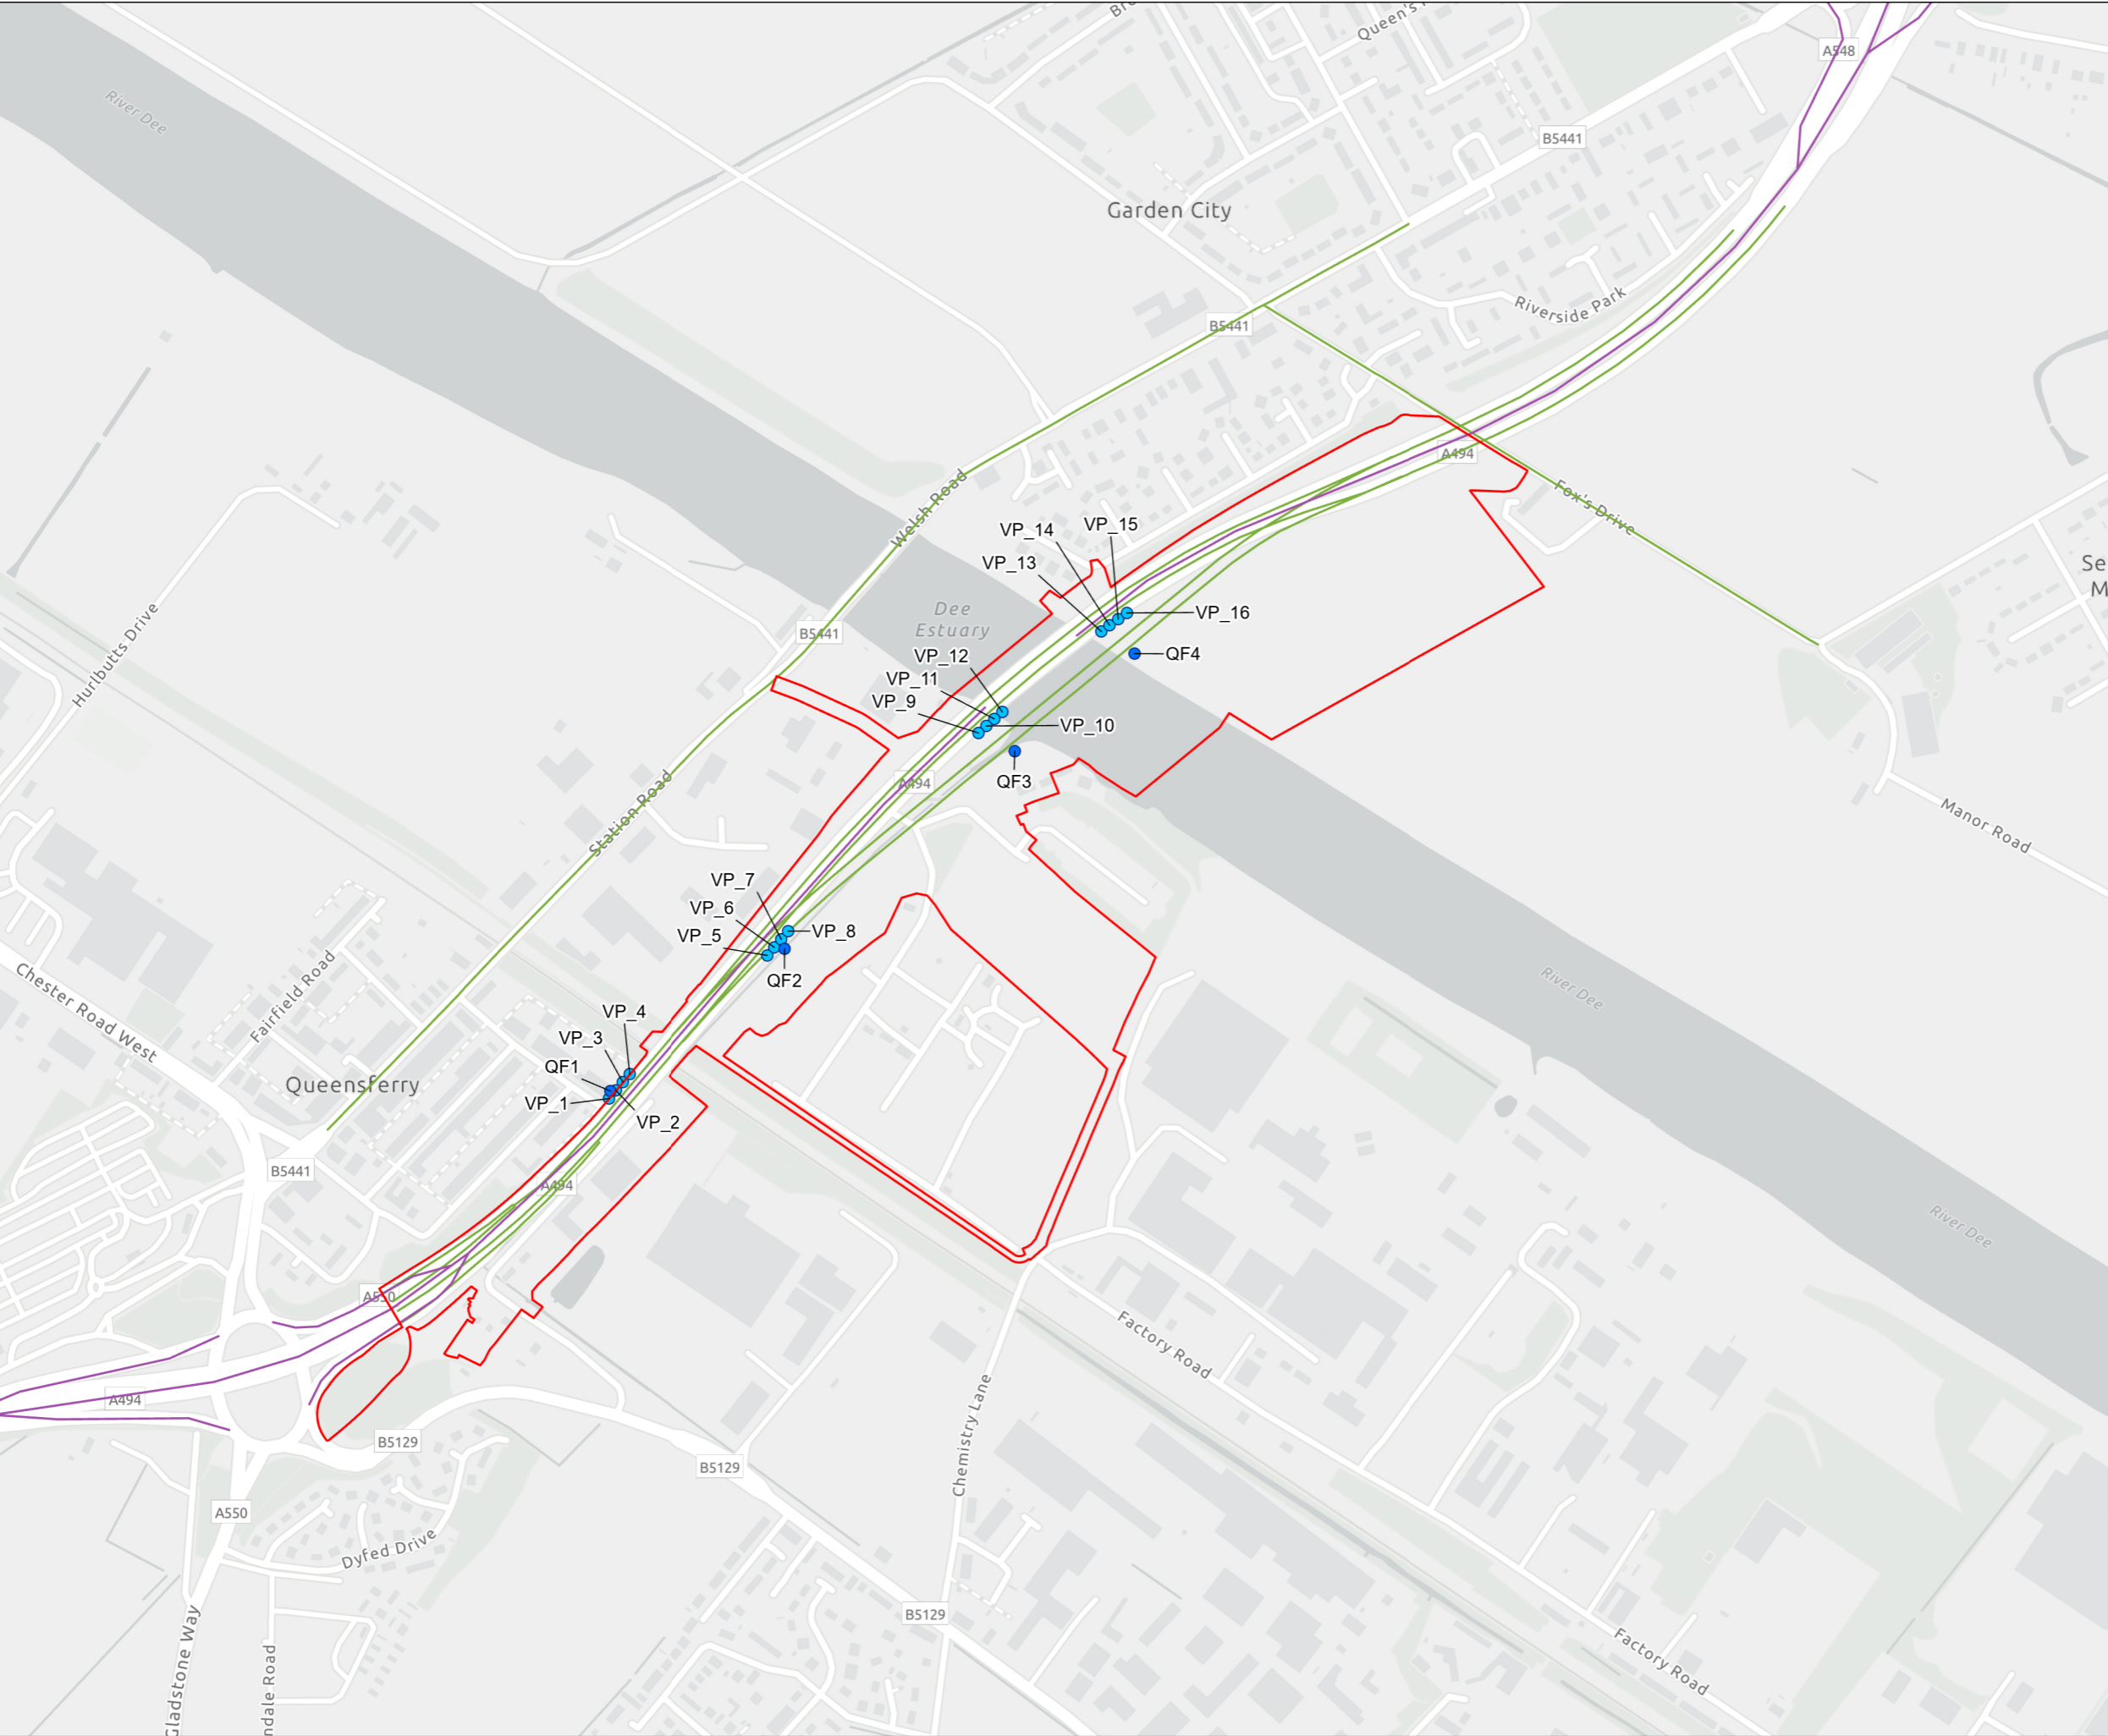 Queen's
A548
River Dee
B5441
Garden City
Riverside Park
B5441
A494
Welsh Road
Fox's Drive
VP_15
VP_14
VP_13
Se
M
Dee
Estuary
VP_16
Hurlbutts Drive
B5441
VP_12
QF4
VP_11
VP_9
VP_10
A494
QF3
Station Road
Manor Road
VP_7
VP_6
VP_5
VP_8
QF2
Chester Road West
Fairfield Road
River Dee
VP_4
VP_3
QF1
Queensferry
VP_1
VP_2
B5441
A494
River Dee
A550
Factory Road
A494
Chemistry Lane
B5129
B5129
A550
Dyfed Drive
B5129
Gladstone Way
ndale Road
Factory Road